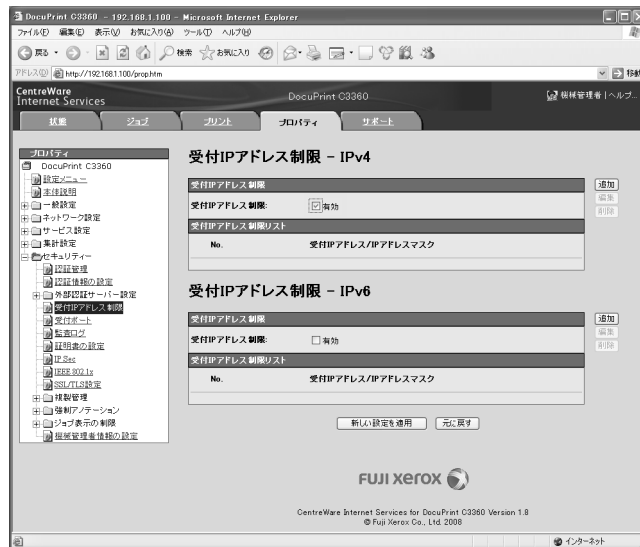 DocuPrint C3360 - 192.168.1.100 - Microsoft Internet Explorer
ファイル(F) 編集(E) 表示(V) お気に入り(A) ツール(T) ヘルプ(H)
戻る 検索 お気に入り
アドレス(D) http://192.168.1.100/prop.htm 移動
CentreWare
Internet Services
DocuPrint C3360
機械管理者 | ヘルプ...
状態 ジョブ プリント プロパティ サポート
プロパティ
DocuPrint C3360
設定メニュー
本体説明
一般設定
ネットワーク設定
サービス設定
集計設定
セキュリティー
認証管理
認証情報の設定
外部認証サーバー設定
受付IPアドレス制限
受付ポート
監査ログ
証明書の設定
IP Sec
IEEE 802.1x
SSL/TLS設定
複製管理
強制アノテーション
ジョブ表示の制限
機械管理者情報の設定
受付IPアドレス制限 - IPv4
受付IPアドレス制限
追加
受付IPアドレス制限: 有効
編集
削除
受付IPアドレス制限リスト
No. 受付IPアドレス/IPアドレスマスク
受付IPアドレス制限 - IPv6
受付IPアドレス制限
追加
受付IPアドレス制限: 有効
編集
削除
受付IPアドレス制限リスト
No. 受付IPアドレス/IPアドレスマスク
新しい設定を適用 元に戻す
FUJI XEROX
CentreWare Internet Services for DocuPrint C3360 Version 1.8
© Fuji Xerox Co., Ltd. 2008
インターネット